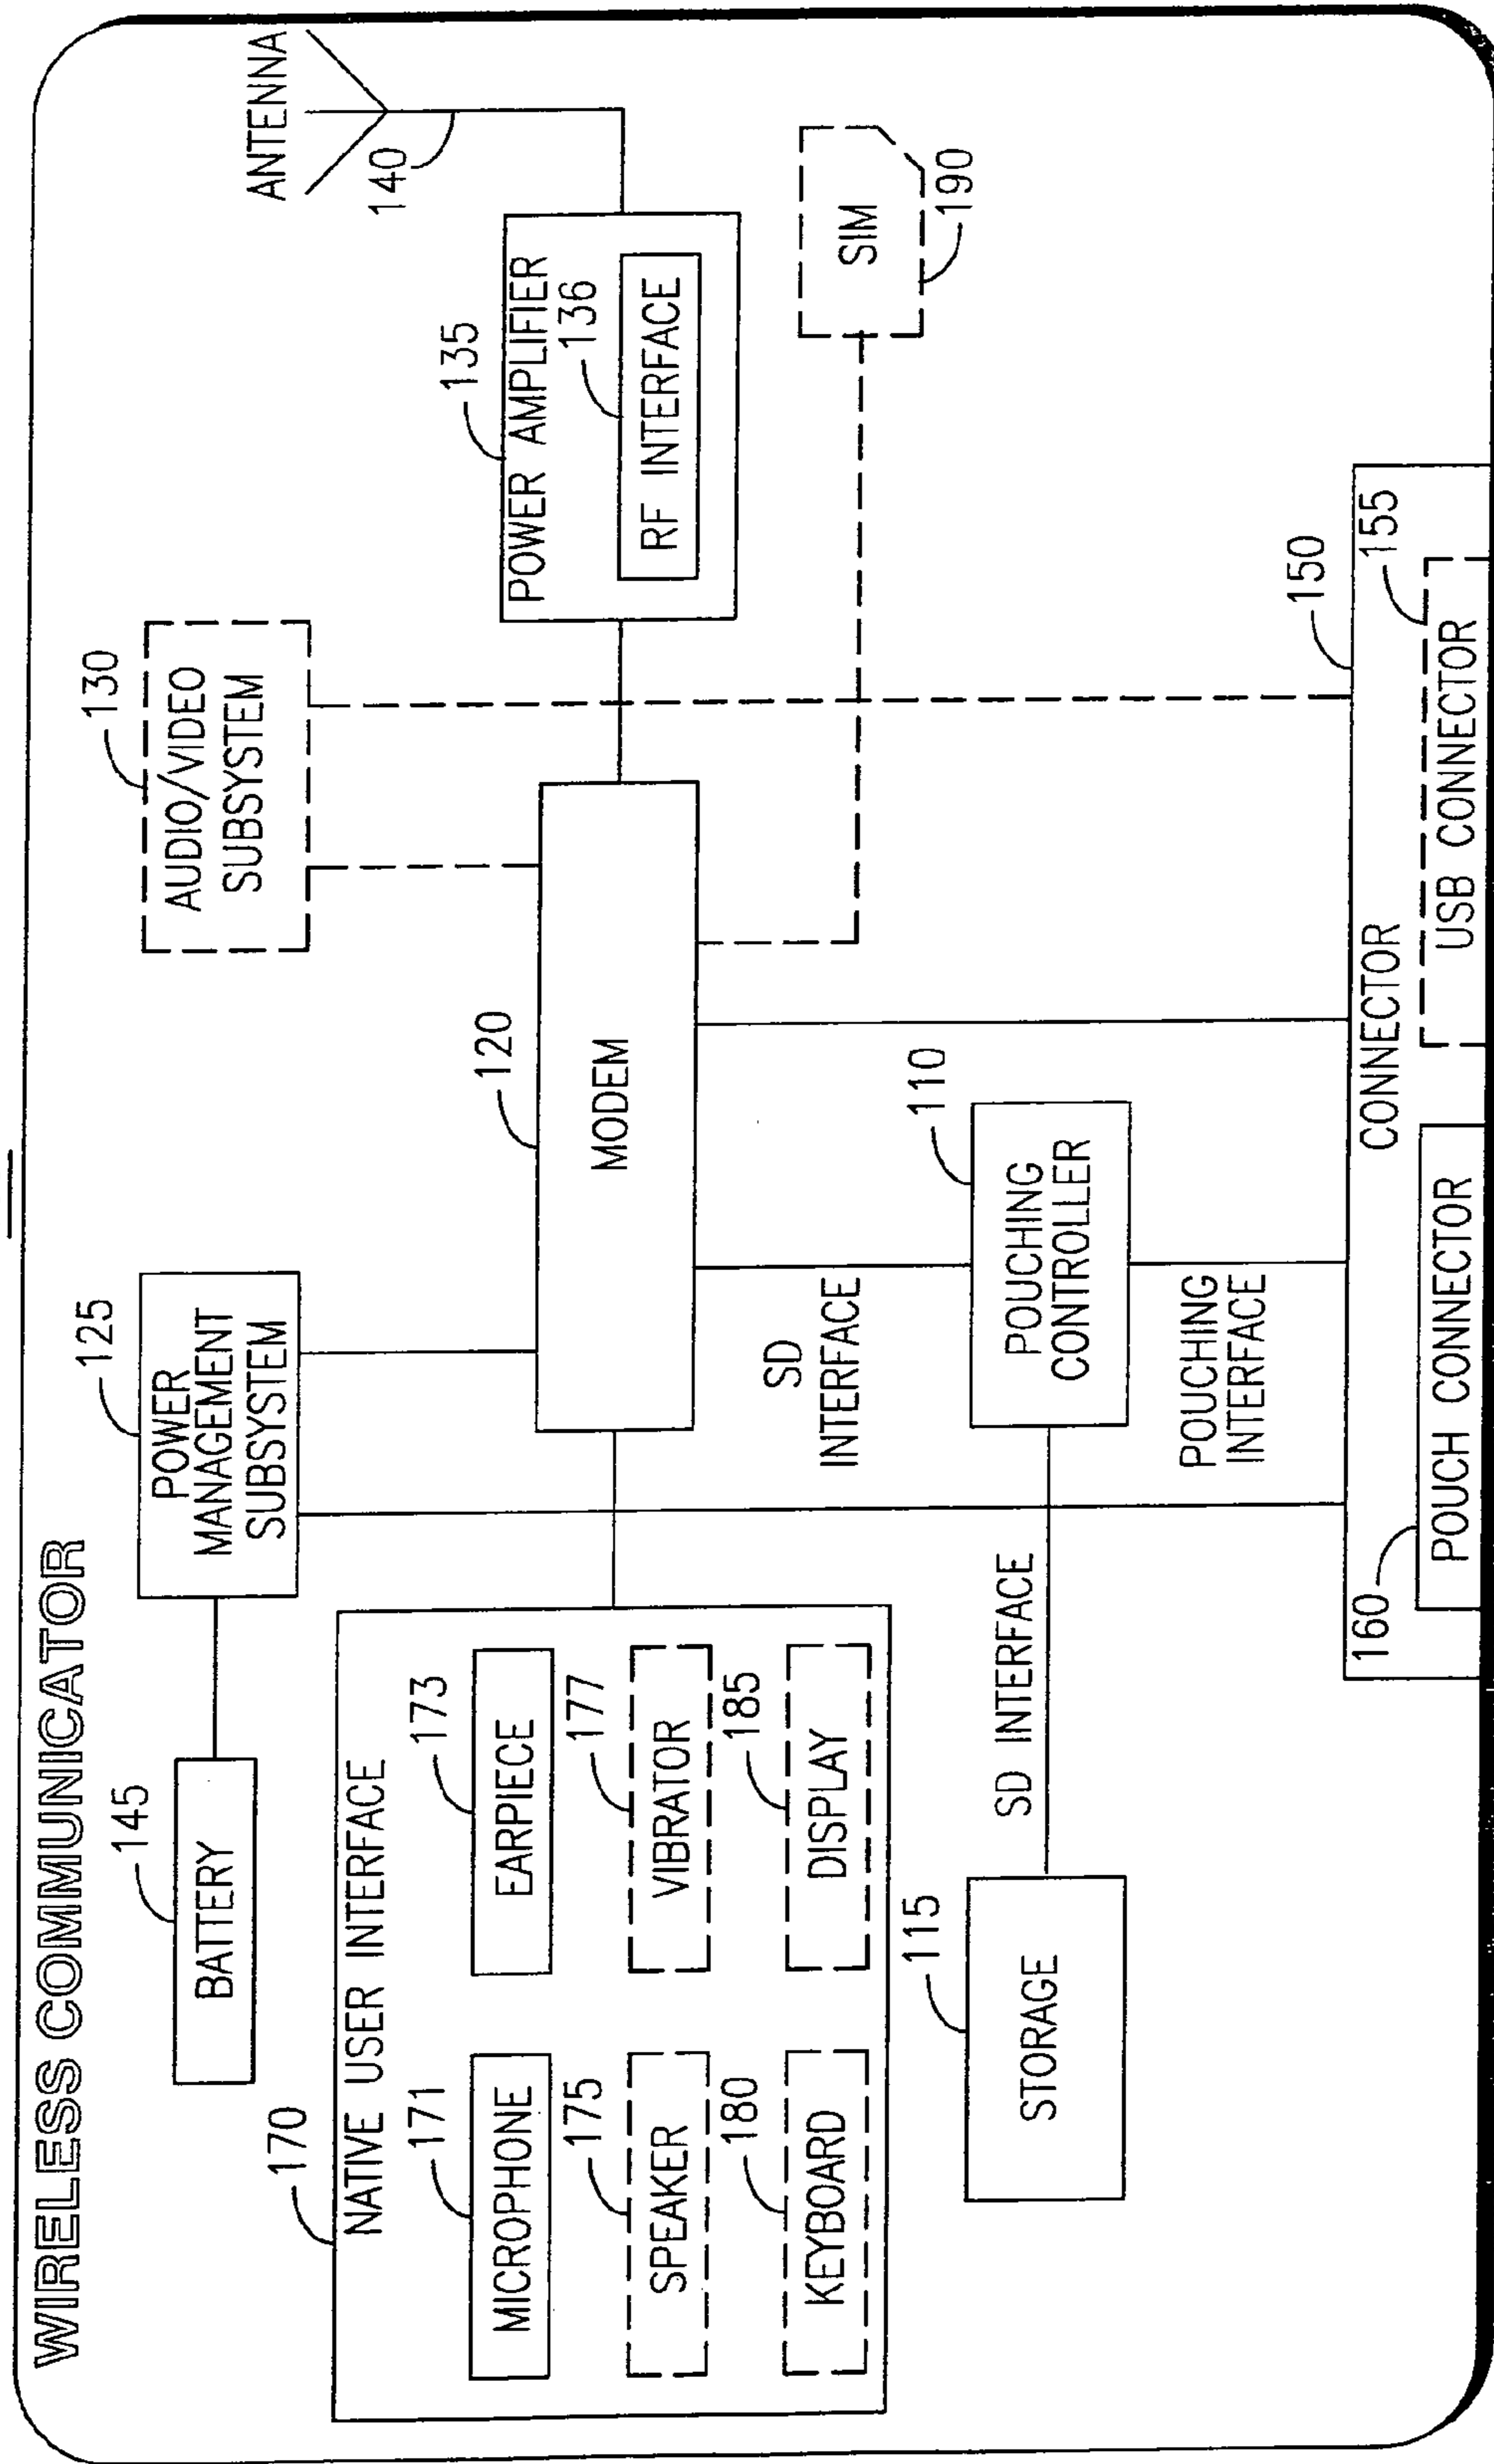 WIRELESS COMMUNICATOR
145
BATTERY
125
POWER
MANAGEMENT
SUBSYSTEM
130
AUDIO/VIDEO
SUBSYSTEM
ANTENNA
140
170
NATIVE USER INTERFACE
171
MICROPHONE
173
EARPIECE
175
SPEAKER
177
VIBRATOR
180
KEYBOARD
185
DISPLAY
120
MODEM
135
POWER AMPLIFIER
136
RF INTERFACE
SIM
190
SD
INTERFACE
115
STORAGE
SD INTERFACE
110
POUCHING
CONTROLLER
POUCHING
INTERFACE
150
CONNECTOR
160
POUCH CONNECTOR
155
USB CONNECTOR